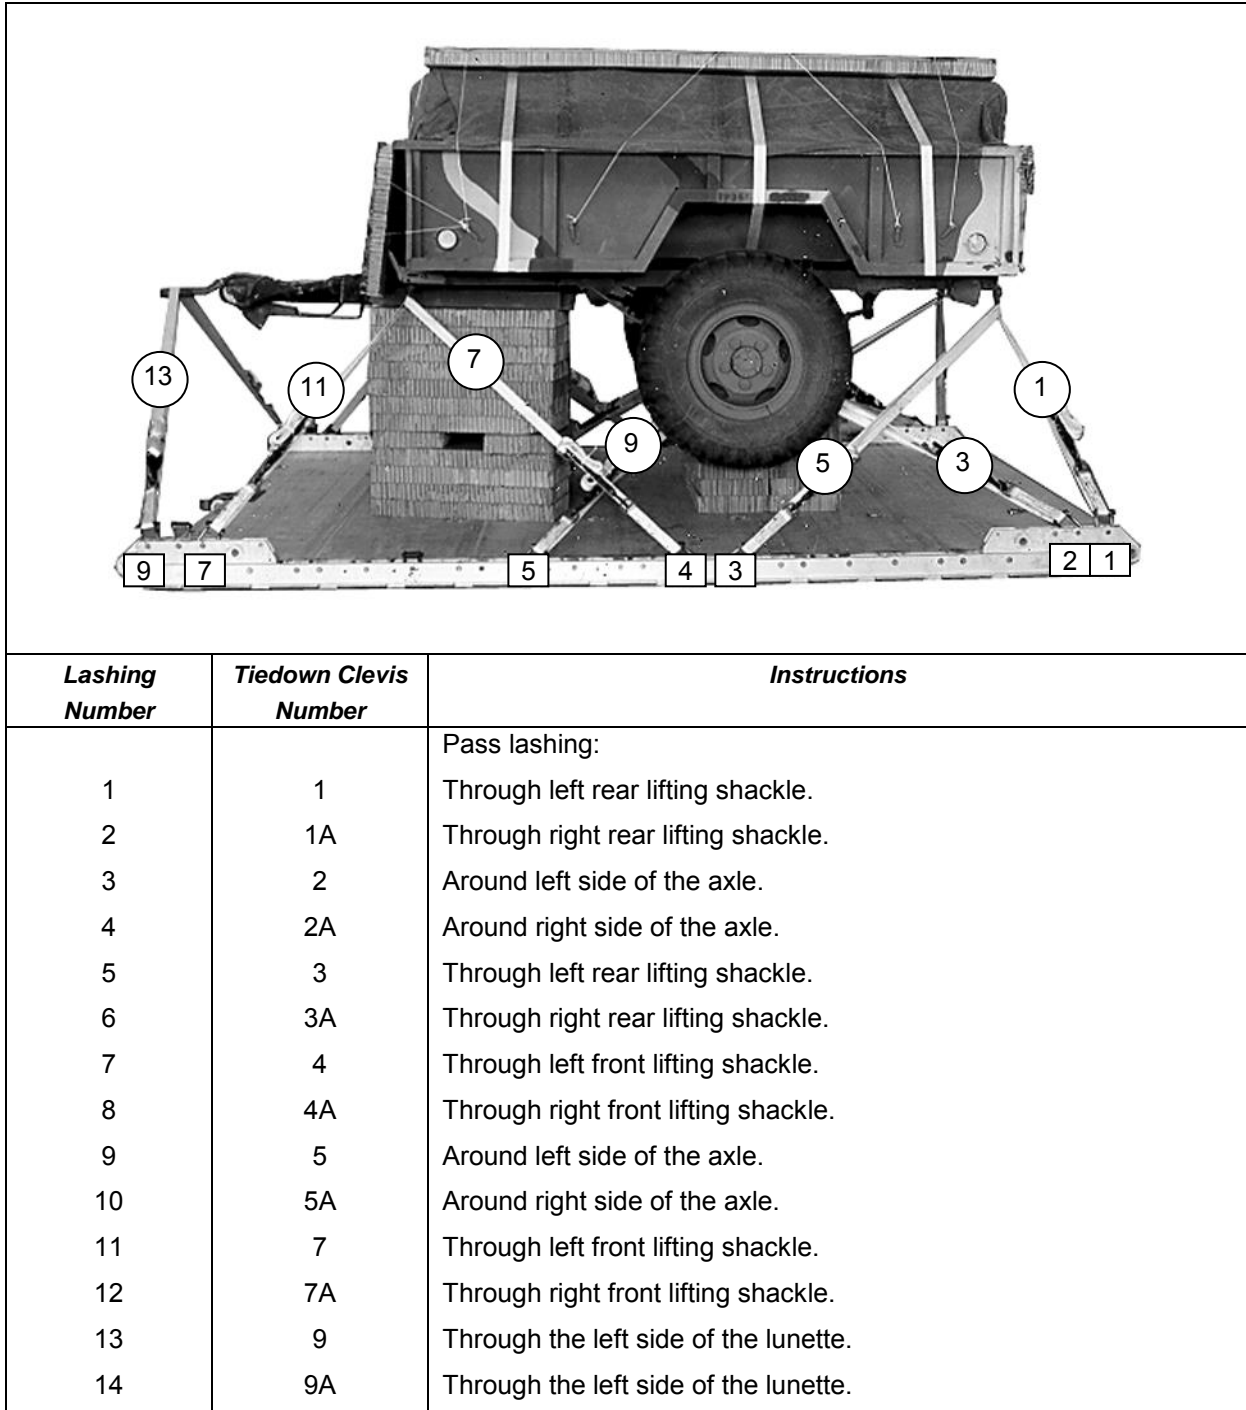 13
11
7
9
5
3
1
9 7 5 4 3 2 1
Lashing Number Tiedown Clevis Number Instructions
Pass lashing:
1 1 Through left rear lifting shackle.
2 1A Through right rear lifting shackle.
3 2 Around left side of the axle.
4 2A Around right side of the axle.
5 3 Through left rear lifting shackle.
6 3A Through right rear lifting shackle.
7 4 Through left front lifting shackle.
8 4A Through right front lifting shackle.
9 5 Around left side of the axle.
10 5A Around right side of the axle.
11 7 Through left front lifting shackle.
12 7A Through right front lifting shackle.
13 9 Through the left side of the lunette.
14 9A Through the left side of the lunette.